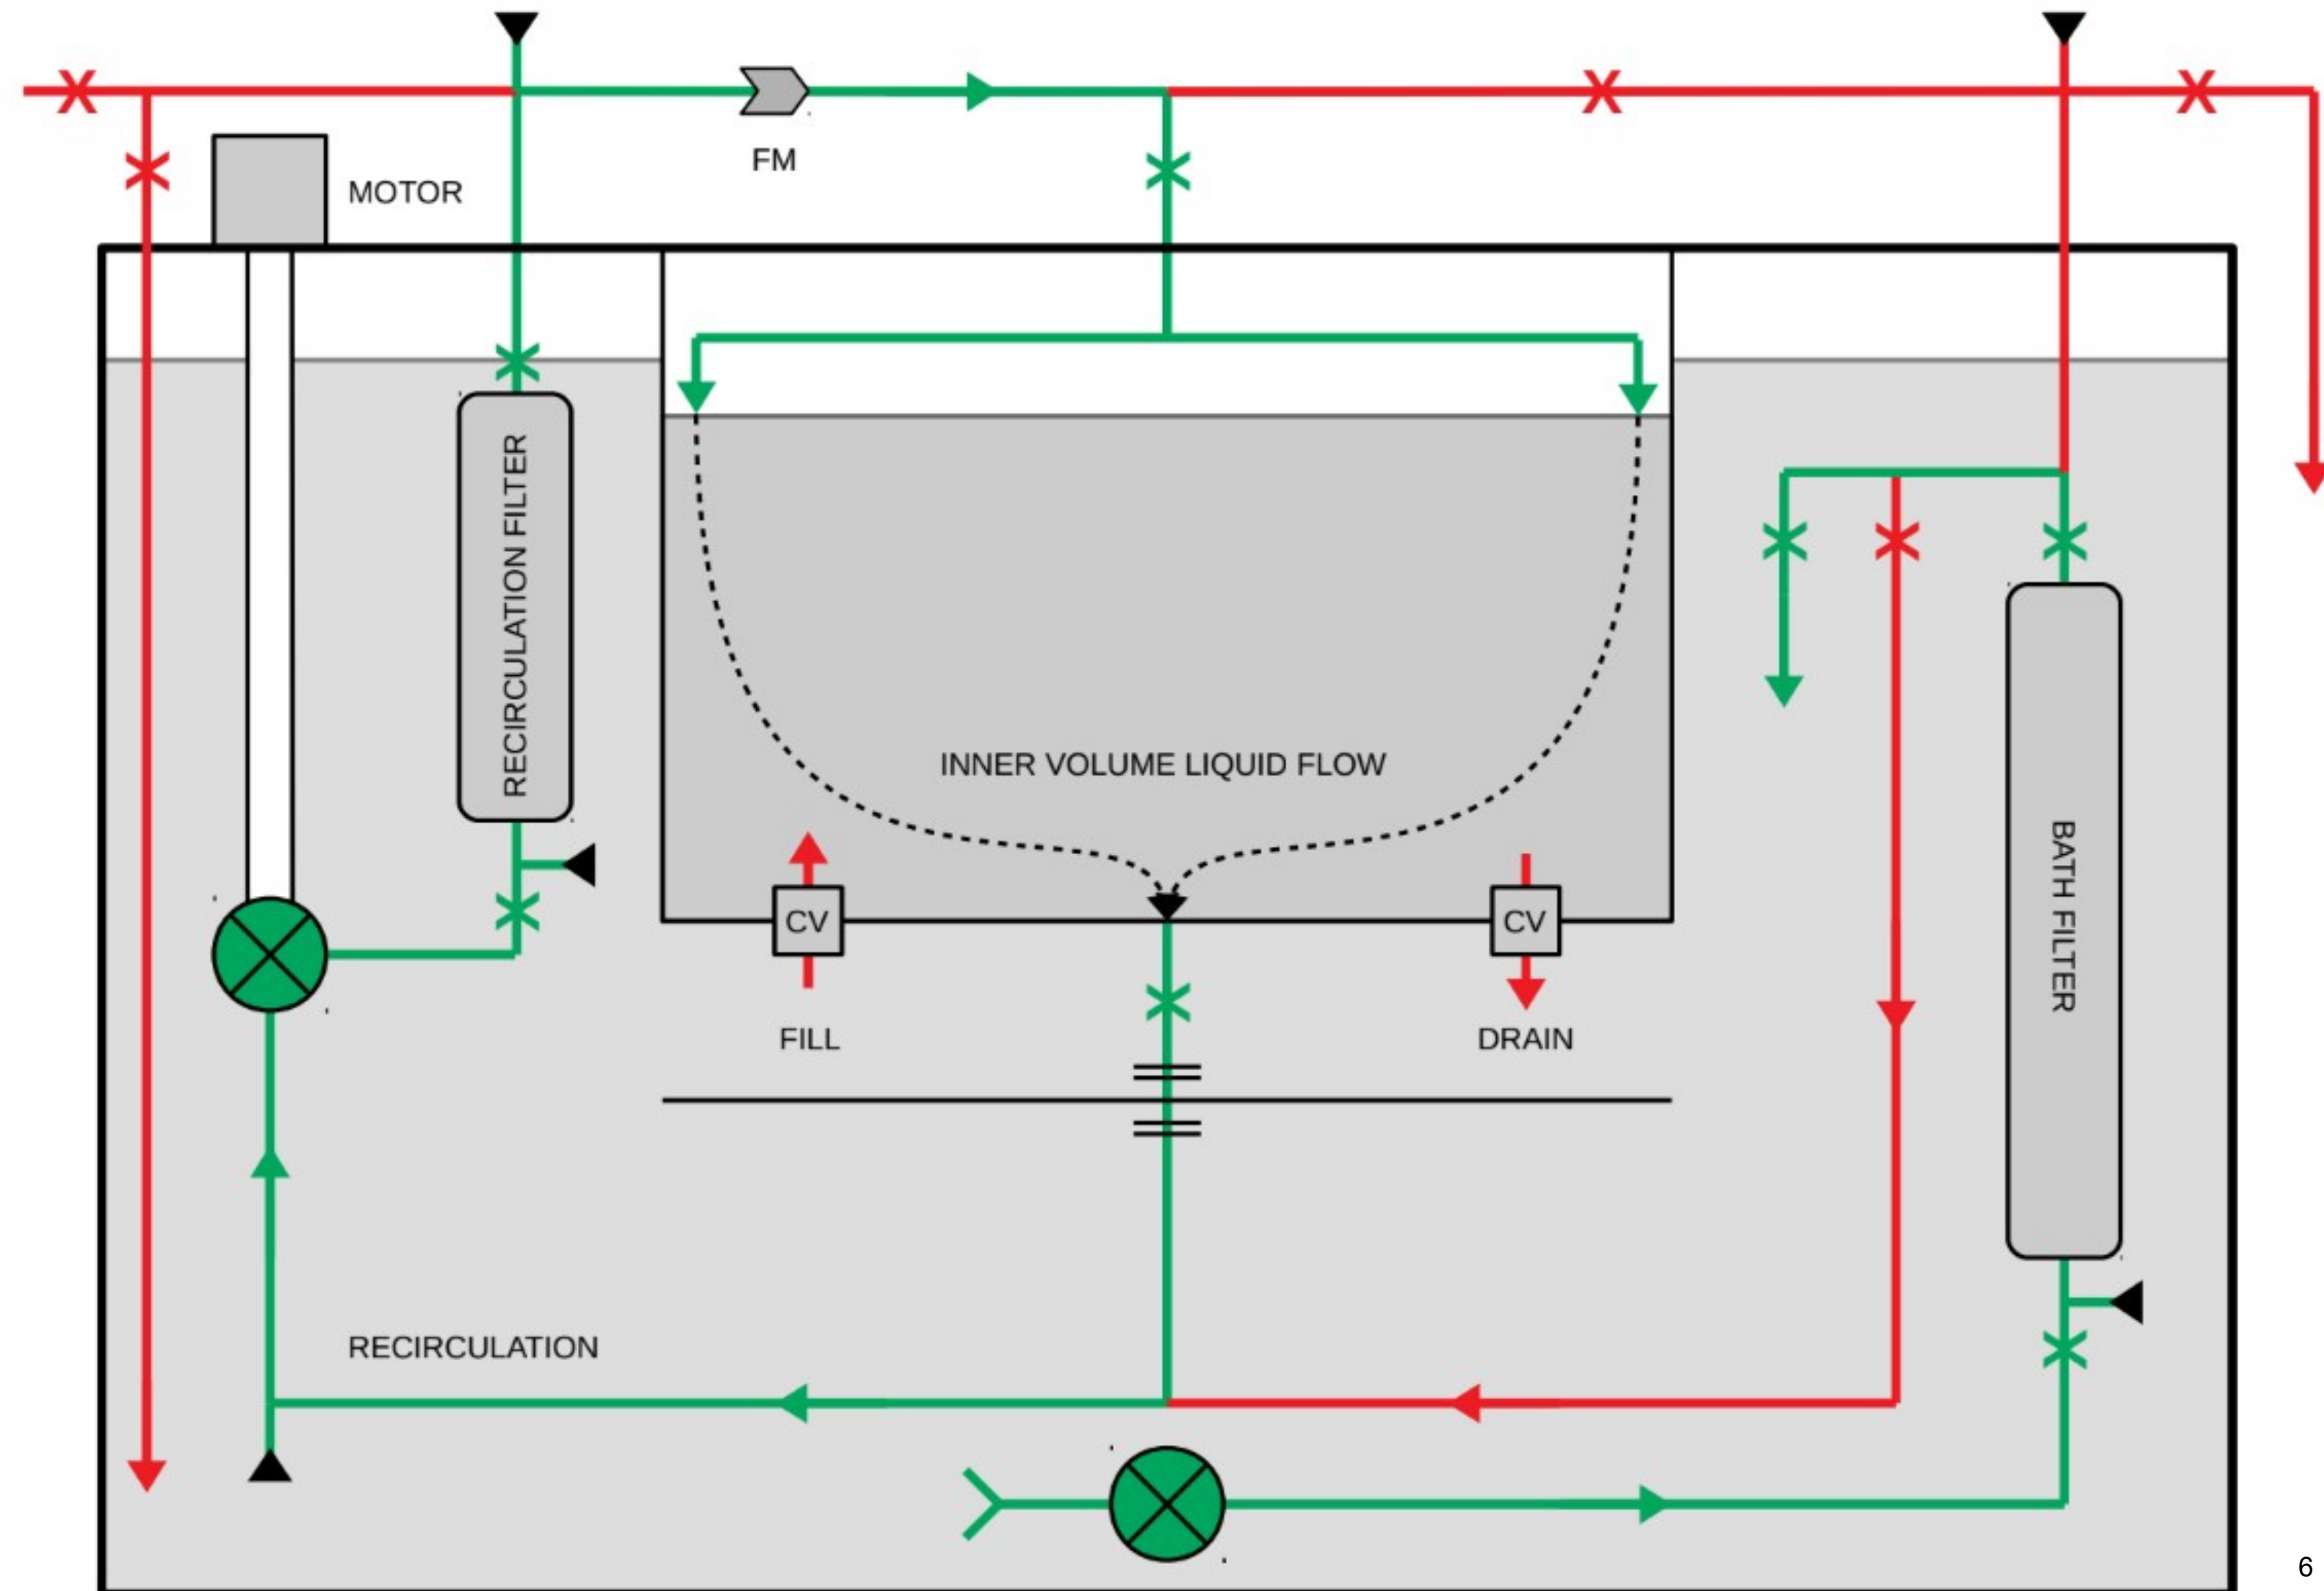 FM
MOTOR
RECIRCULATION FILTER
INNER VOLUME LIQUID FLOW
CV
CV
FILL
DRAIN
BATH FILTER
RECIRCULATION
6